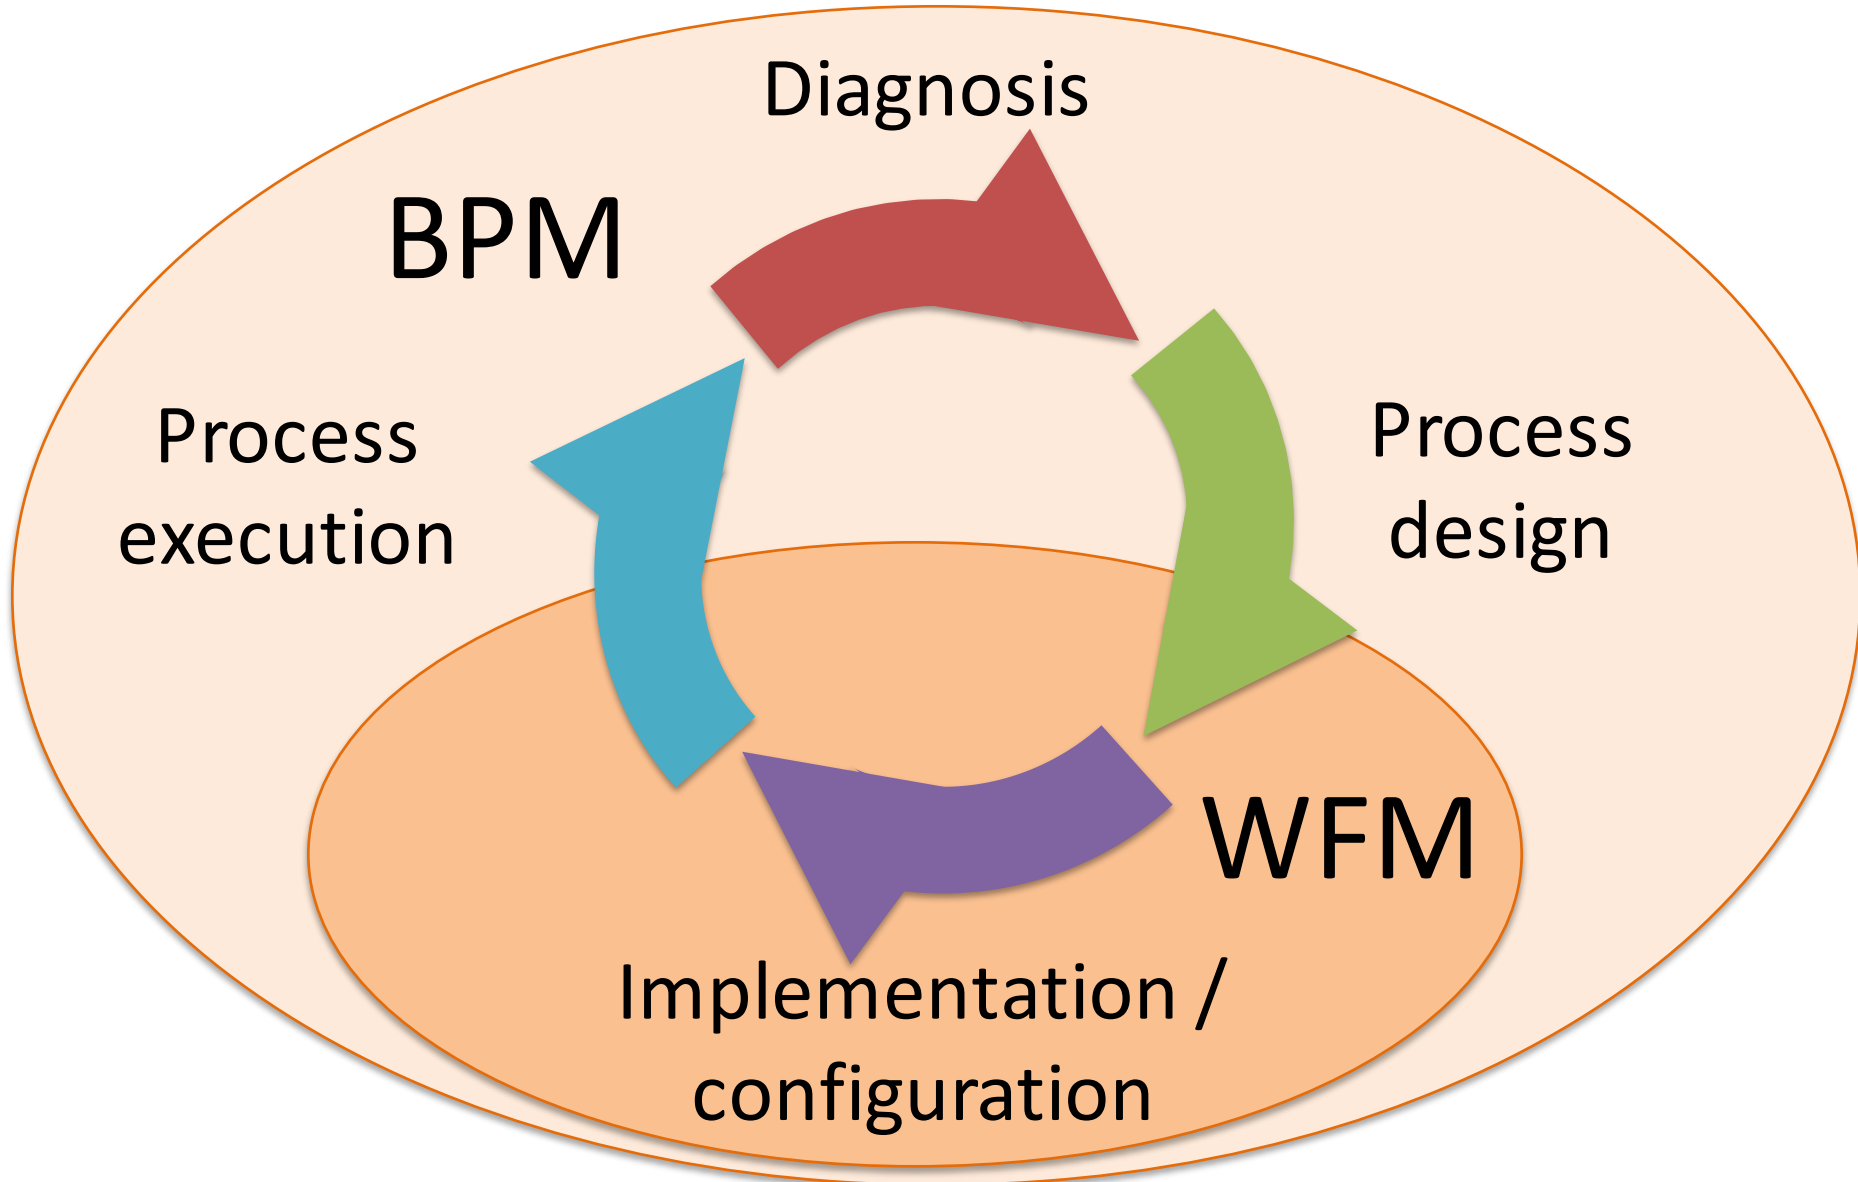 Diagnosis
BPM
Process
execution
Process
design
WFM
Implementation /
configuration